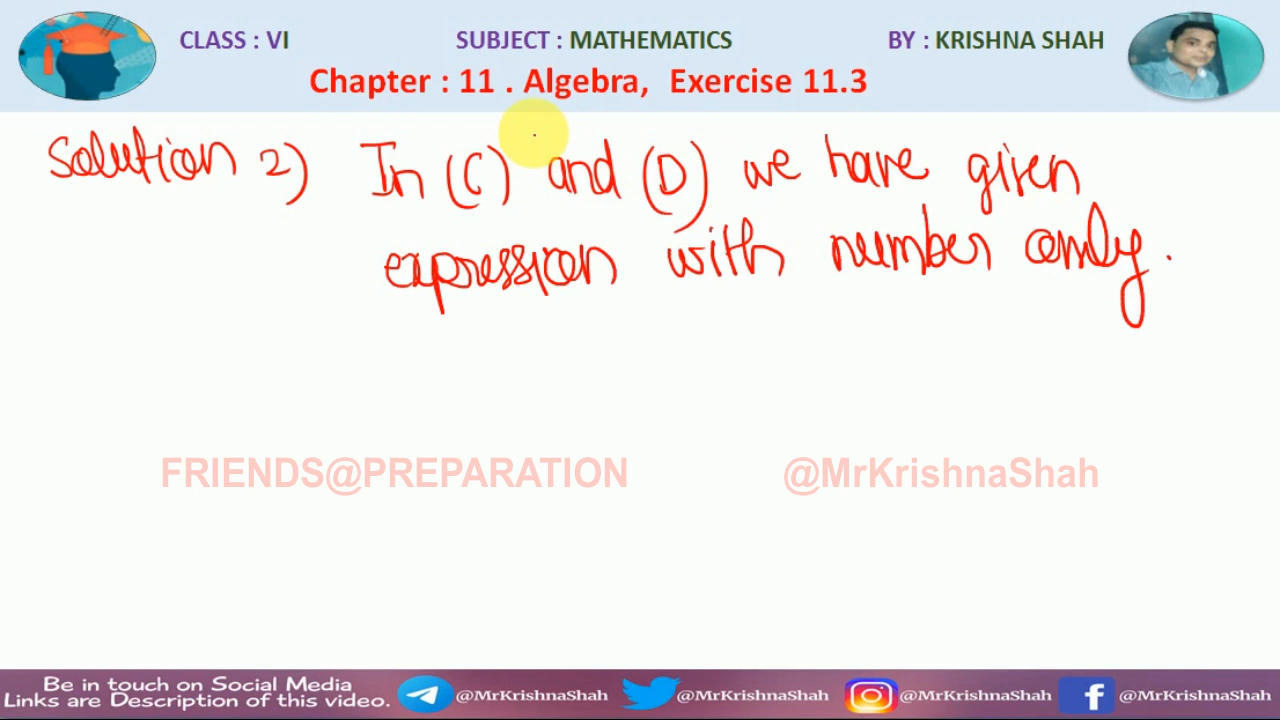 CLASS : VI SUBJECT : MATHEMATICS BY : KRISHNA SHAH
Chapter : 11 . Algebra, Exercise 11.3
Solution 2) In (C) and (D) we have given
expression with number only.
FRIENDS@PREPARATION @MrKrishnaShah
Be in touch on Social Media
Links are Description of this video. @MrKrishnaShah @MrKrishnaShah @MrKrishnaShah @MrKrishnaShah